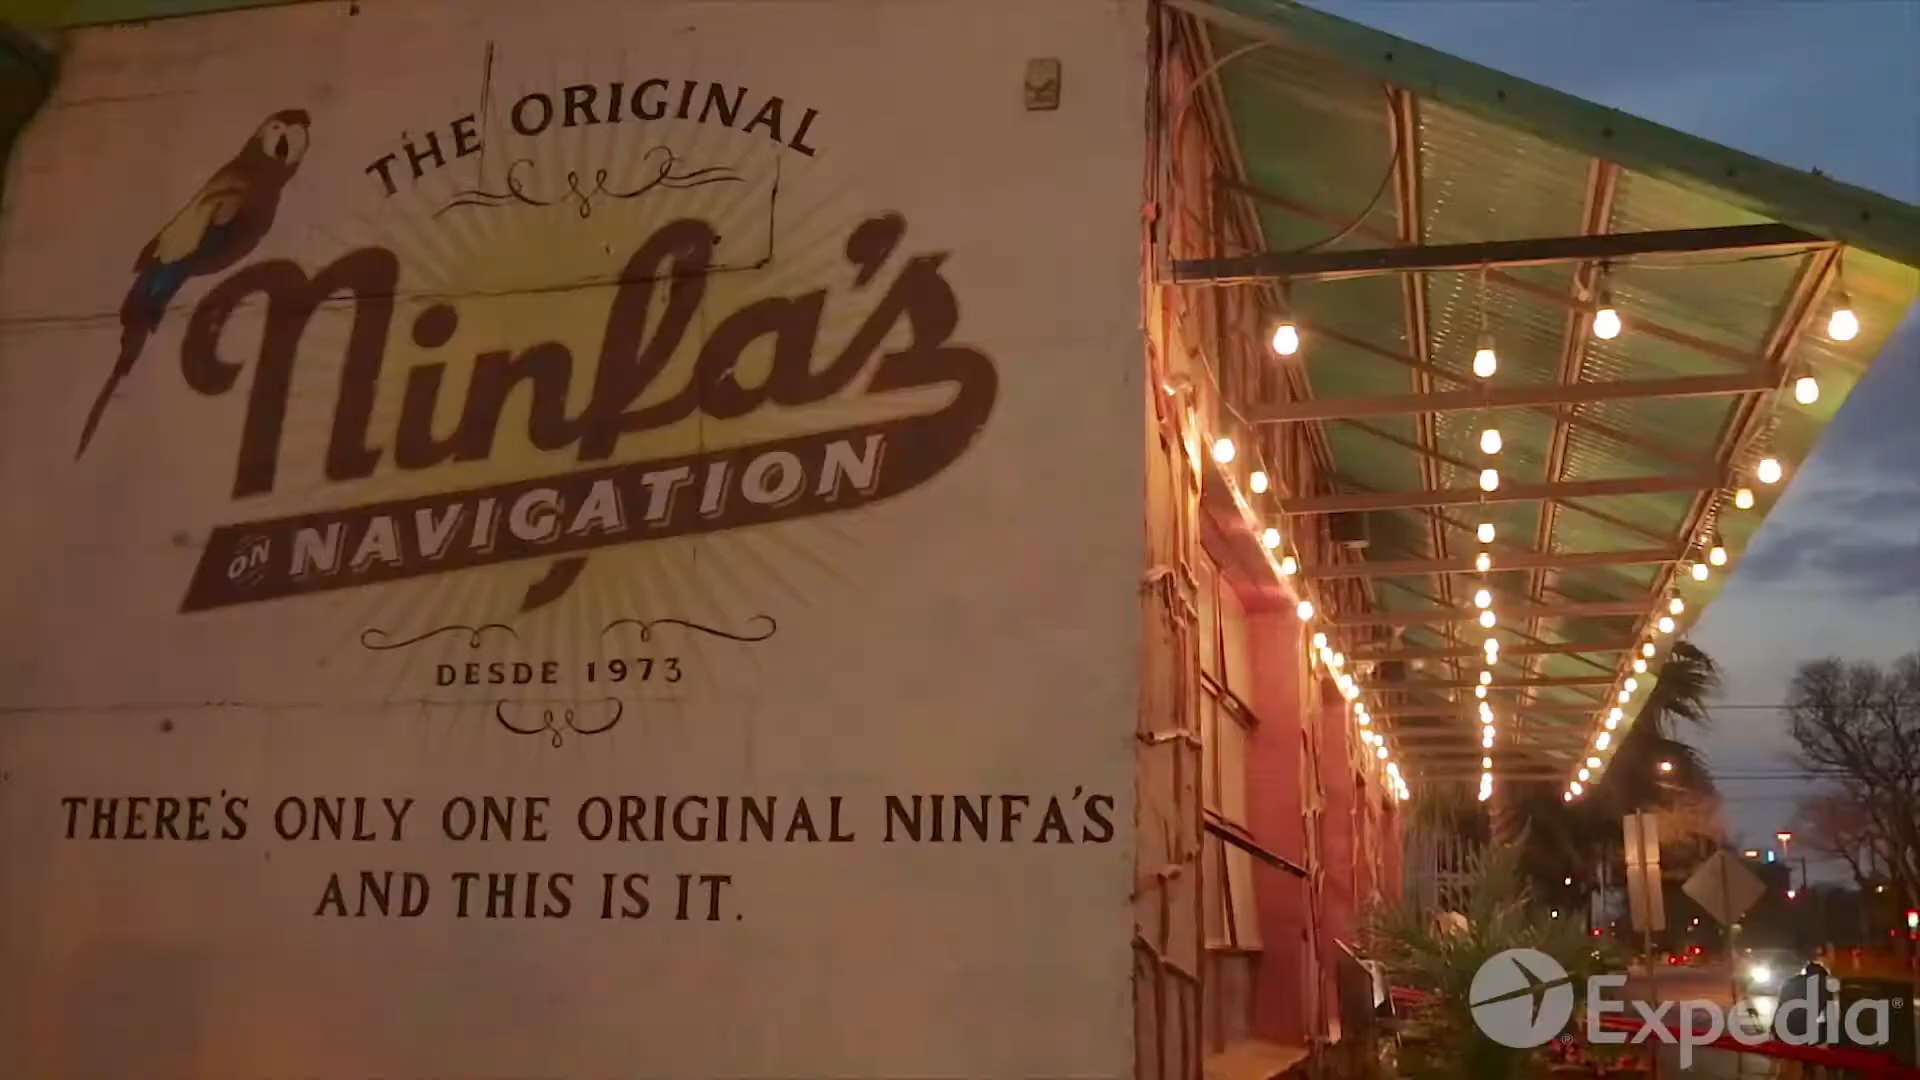 THE ORIGINAL
Ninfa's
ON NAVIGATION
DESDE 1973
THERE'S ONLY ONE ORIGINAL NINFA'S
AND THIS IS IT.
Expedia®